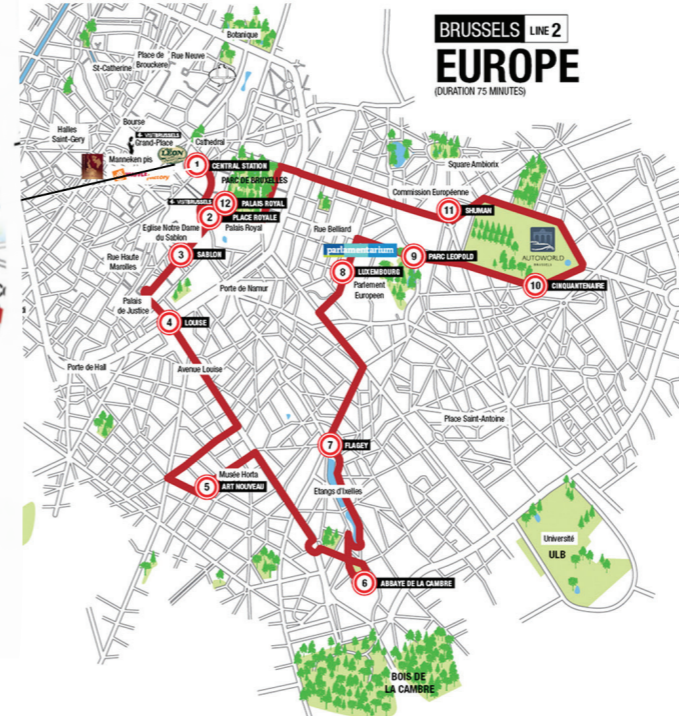 BRUSSELS LINE 2
EUROPE
(DURATION 75 MINUTES)
Botanique
Place de
Brouckere
Rue Neuve
St-Catherine
Halles
Saint-Gery
Bourse
VISITBRUSSELS
Grand-Place
Cathedral
Manneken pis
LÉON
1 CENTRAL STATION
PARC DE BRUXELLES
Square Ambiorix
Commission Européenne
VISITBRUSSELS
12 PALAIS ROYAL
2 PLACE ROYALE
11 SHUMAN
Eglise Notre Dame
du Sablon
Palais Royal
Rue Belliard
AUTOWORLD
BRUSSELS
parlamentarium
3 SABLON
9 PARC LEOPOLD
Rue Haute
Marolles
8 LUXEMBOURG
Porte de Namur
Parlement
Europeen
10 CINQUANTENAIRE
Palais
de Justice
4 LOUISE
Porte de Hall
Avenue Louise
Place Saint-Antoine
7 FLAGEY
Musée Horta
5 ART NOUVEAU
Etangs d'Ixelles
Université
ULB
6 ABBAYE DE LA CAMBRE
BOIS DE
LA CAMBRE